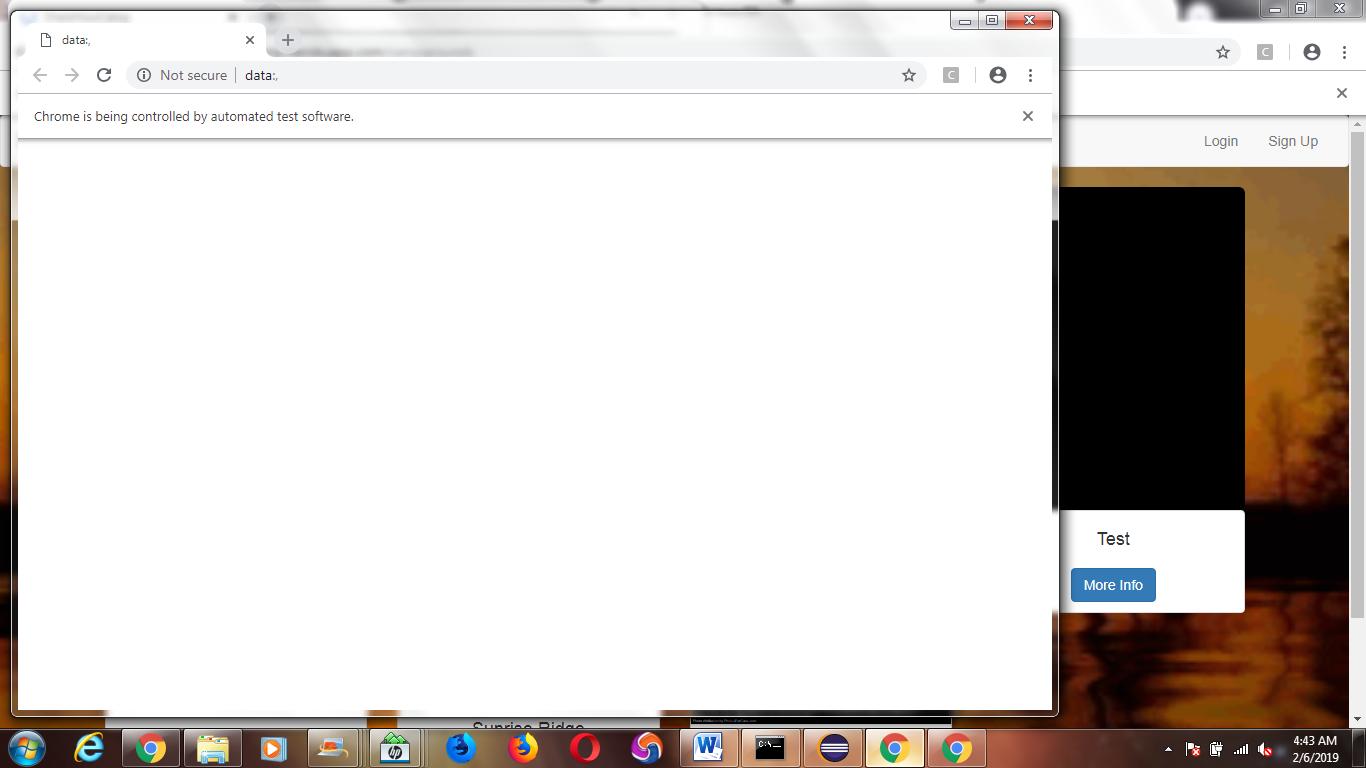 data:,
Not secure
data:,
Chrome is being controlled by automated test software.
Login
Sign Up
Test
More Info
Sunrise Ridge
4:43 AM
2/6/2019